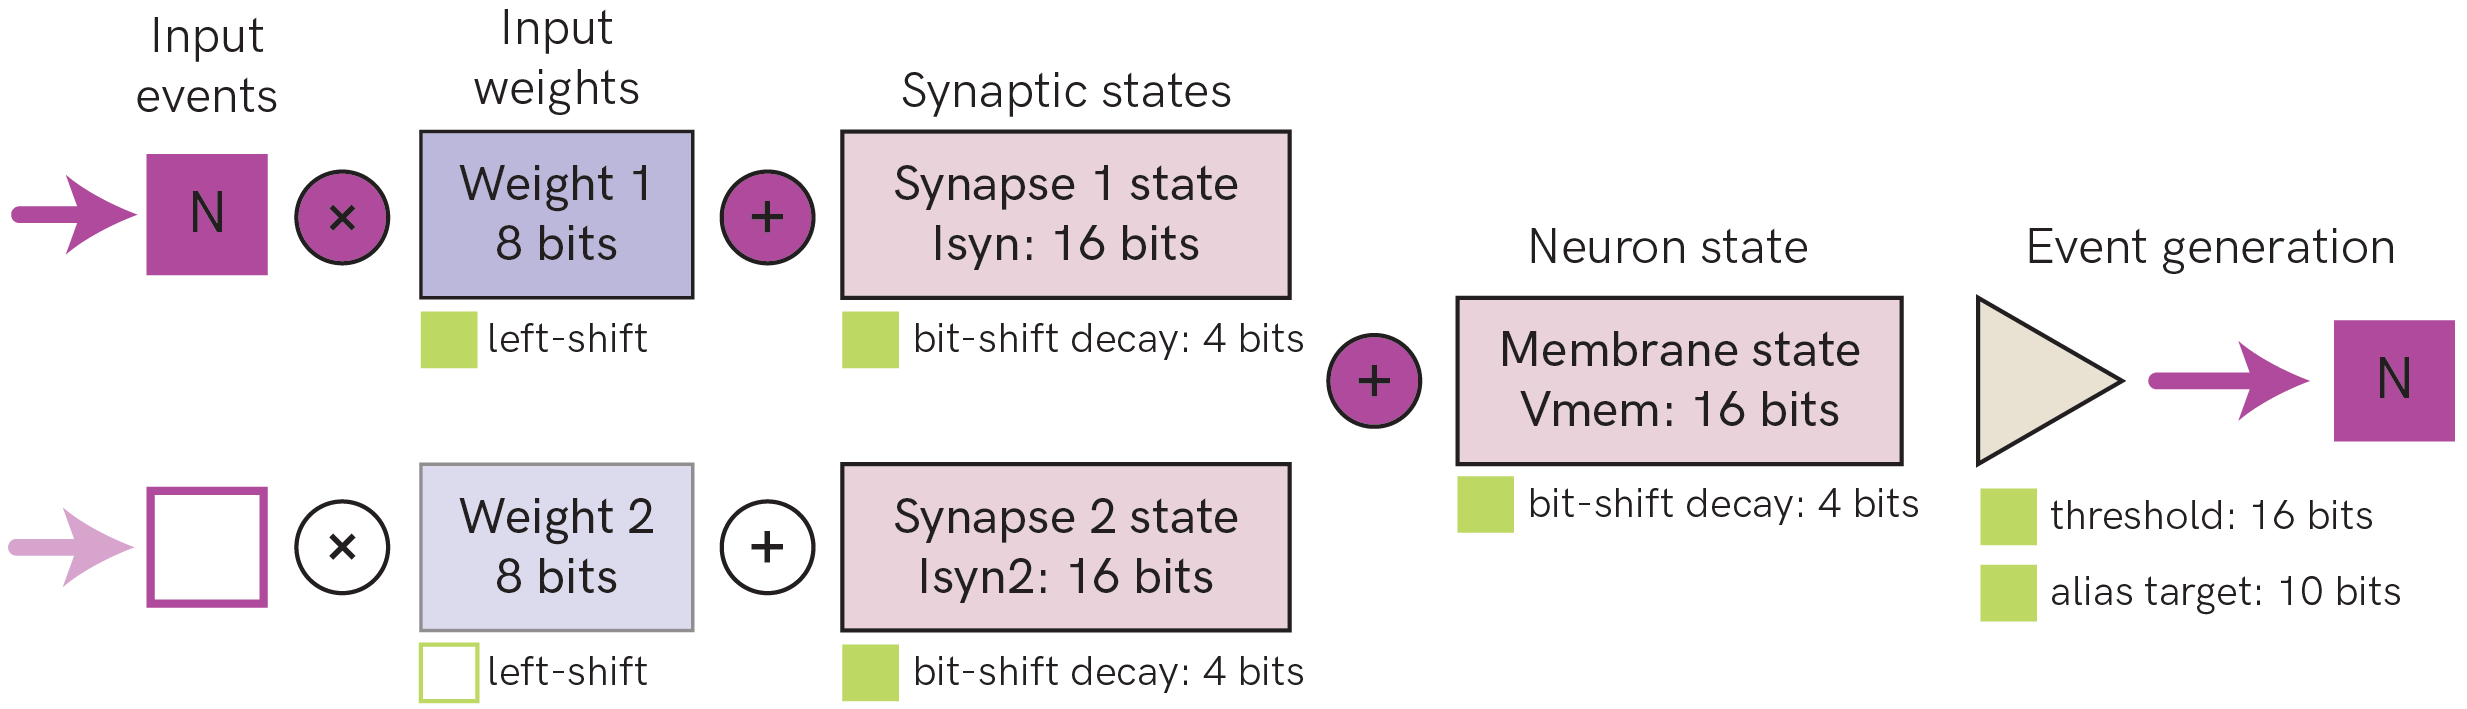 Input
events
Input
weights
Synaptic states
N
×
Weight 1
8 bits
+
Synapse 1 state
Isyn: 16 bits
left-shift
bit-shift decay: 4 bits
Neuron state
Event generation
+
Membrane state
Vmem: 16 bits
N
bit-shift decay: 4 bits
threshold: 16 bits
alias target: 10 bits
×
Weight 2
8 bits
+
Synapse 2 state
Isyn2: 16 bits
left-shift
bit-shift decay: 4 bits